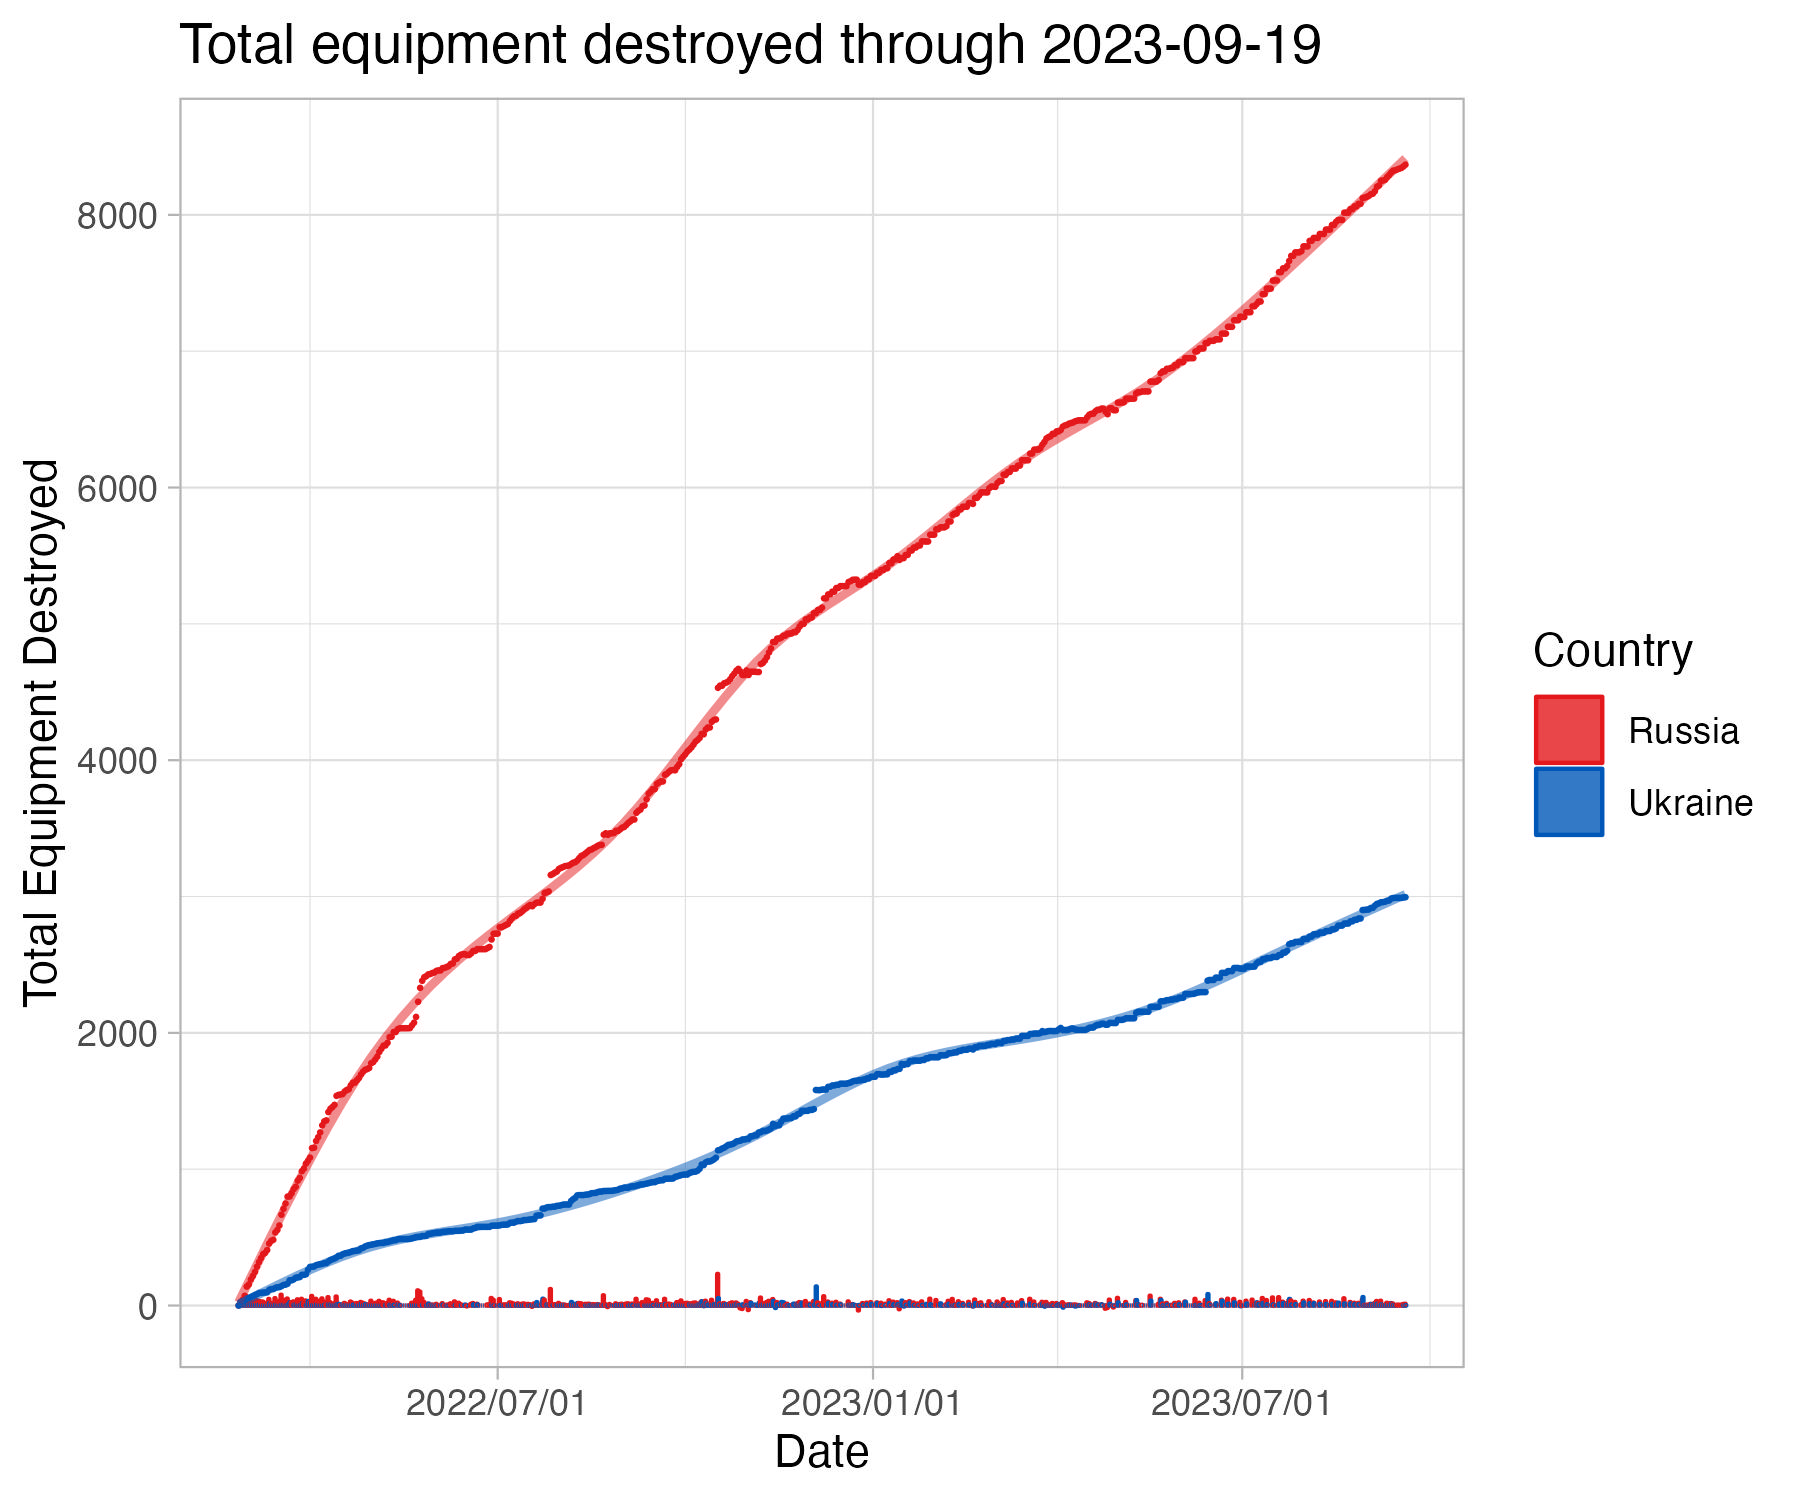 Total equipment destroyed through 2023-09-19
Total Equipment Destroyed
8000
6000
4000
2000
0
2022/07/01
2023/01/01
2023/07/01
Date
Country
Russia
Ukraine